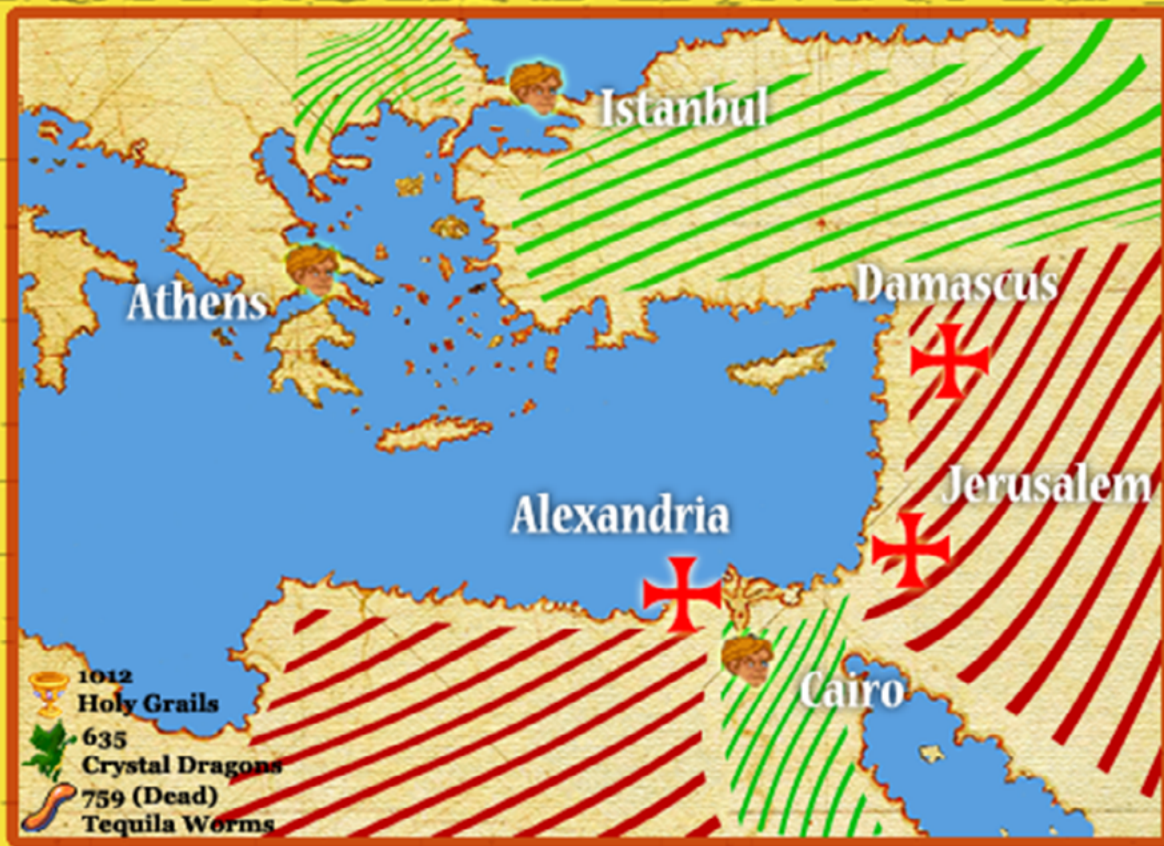 Istanbul
Damascus
Athens
Jerusalem
Alexandria
Cairo
1012
Holy Grails
635
Crystal Dragons
759 (Dead)
Tequila Worms